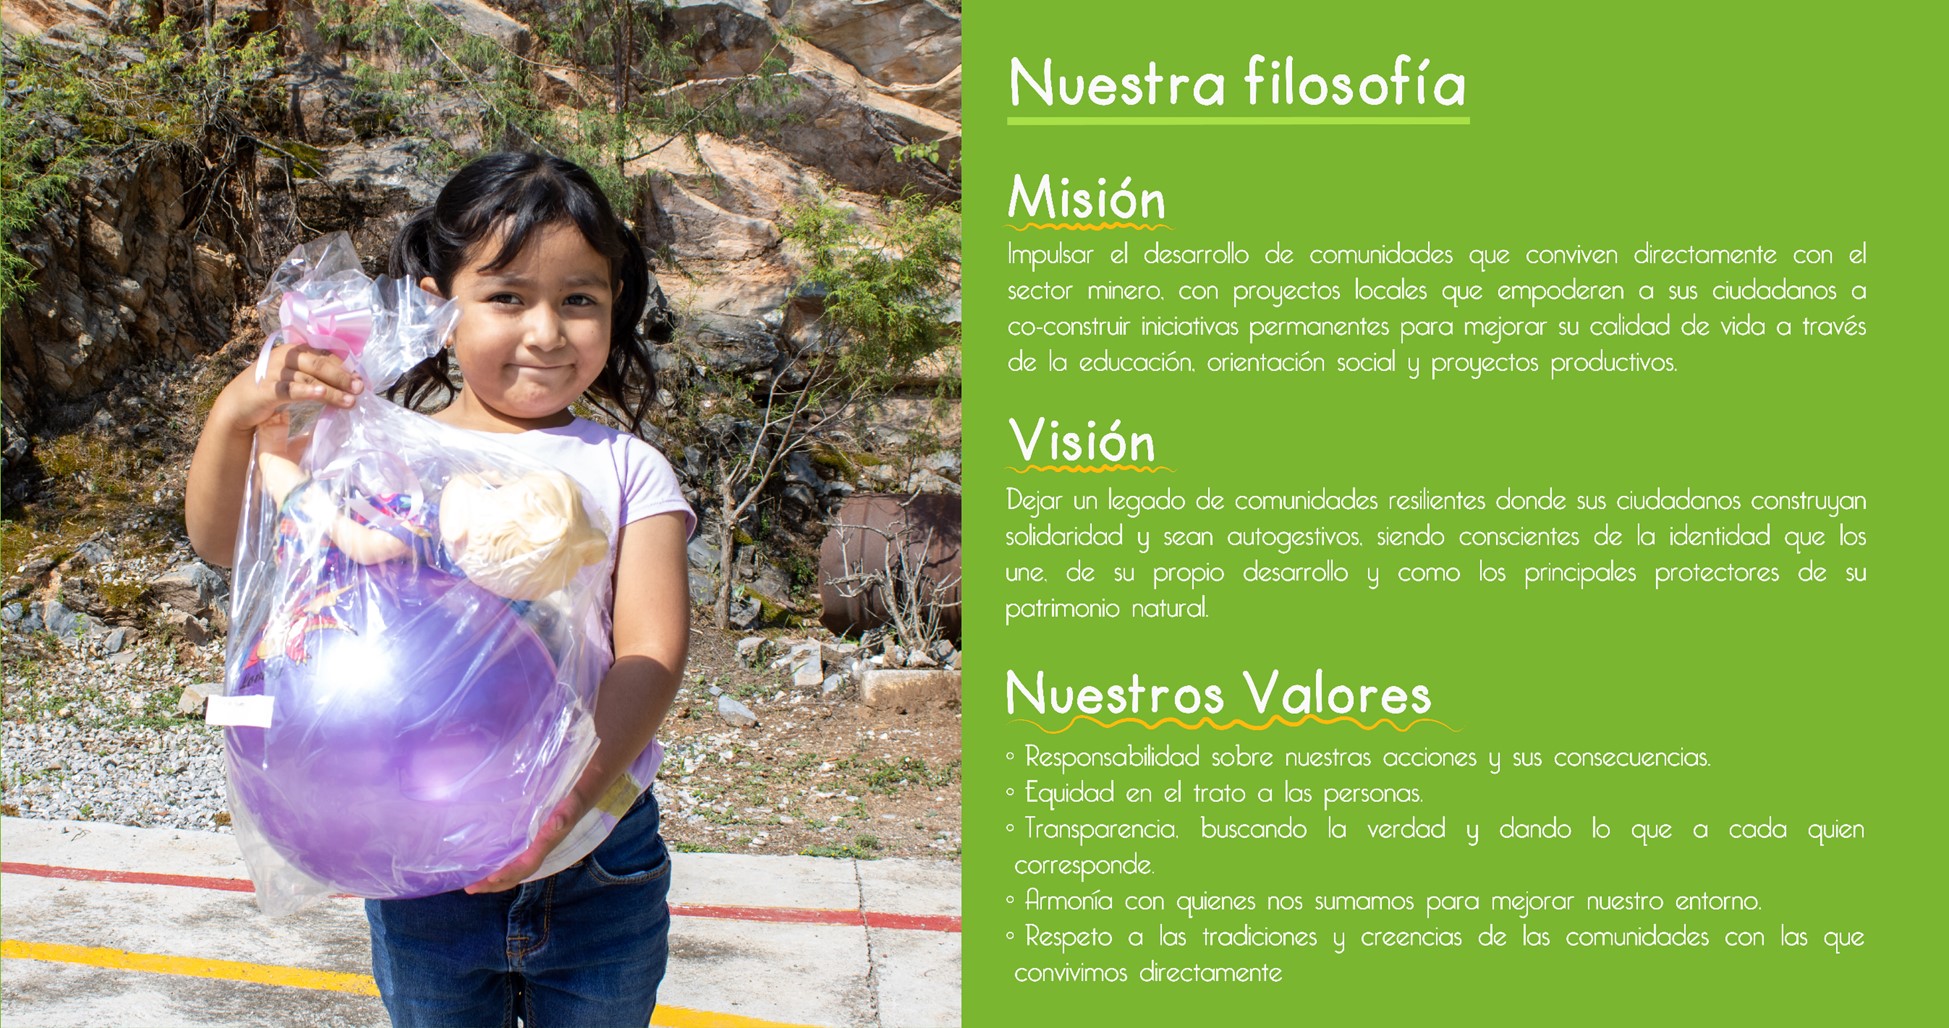 Nuestra filosofía
Misión
Impulsar el desarrollo de comunidades que conviven directamente con el
sector minero, con proyectos locales que empoderen a sus ciudadanos a
co-construir iniciativas permanentes para mejorar su calidad de vida a través
de la educación, orientación social y proyectos productivos.
Visión
Dejar un legado de comunidades resilientes donde sus ciudadanos construyan
solidaridad y sean autogestivos, siendo conscientes de la identidad que los
une, de su propio desarrollo y como los principales protectores de su
patrimonio natural.
Nuestros Valores
◦ Responsabilidad sobre nuestras acciones y sus consecuencias.
◦ Equidad en el trato a las personas.
◦ Transparencia, buscando la verdad y dando lo que a cada quien
corresponde.
◦ Armonía con quienes nos sumamos para mejorar nuestro entorno.
◦ Respeto a las tradiciones y creencias de las comunidades con las que
convivimos directamente